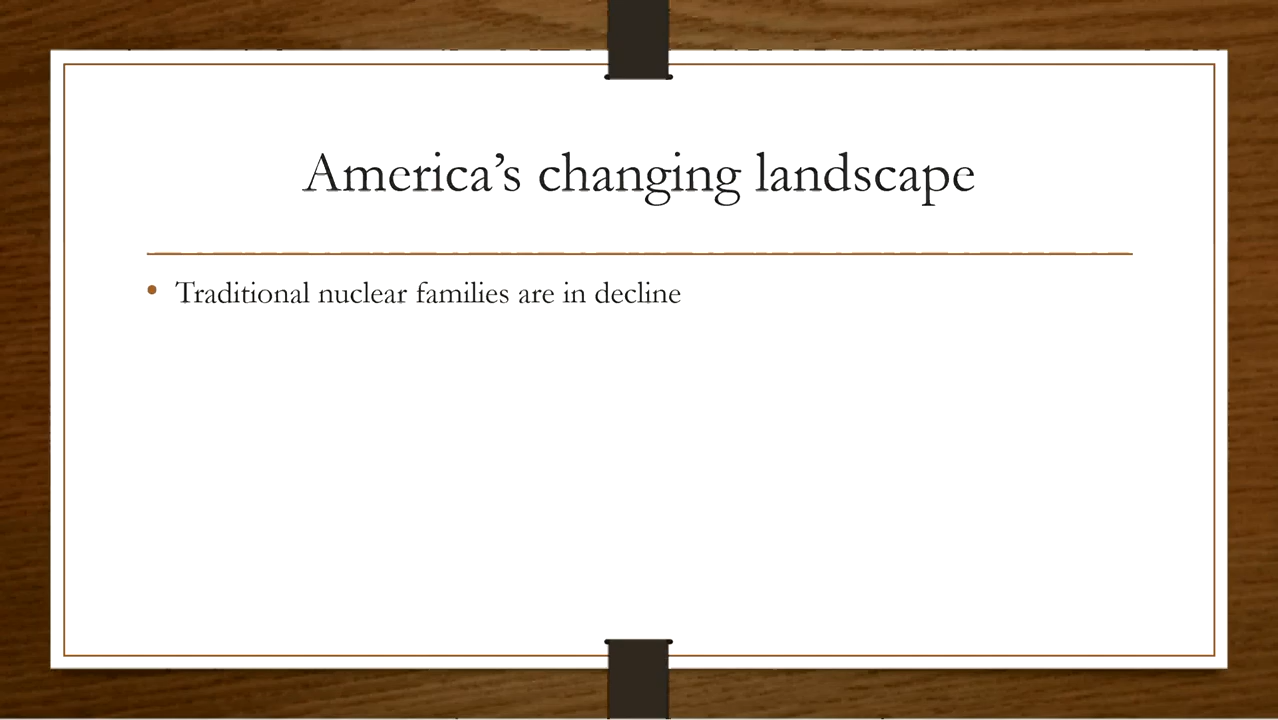 America’s changing landscape
• Traditional nuclear families are in decline